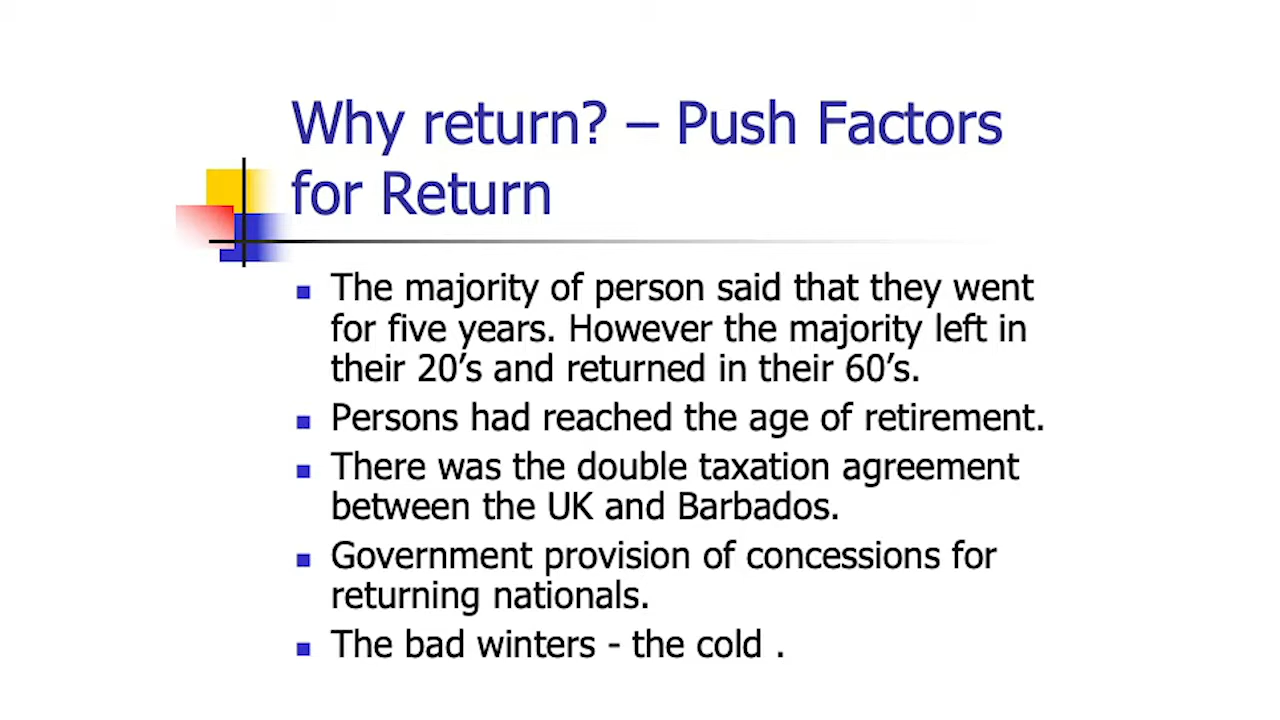 Why return? – Push Factors
for Return
The majority of person said that they went
for five years. However the majority left in
their 20’s and returned in their 60’s.
Persons had reached the age of retirement.
There was the double taxation agreement
between the UK and Barbados.
Government provision of concessions for
returning nationals.
The bad winters - the cold .